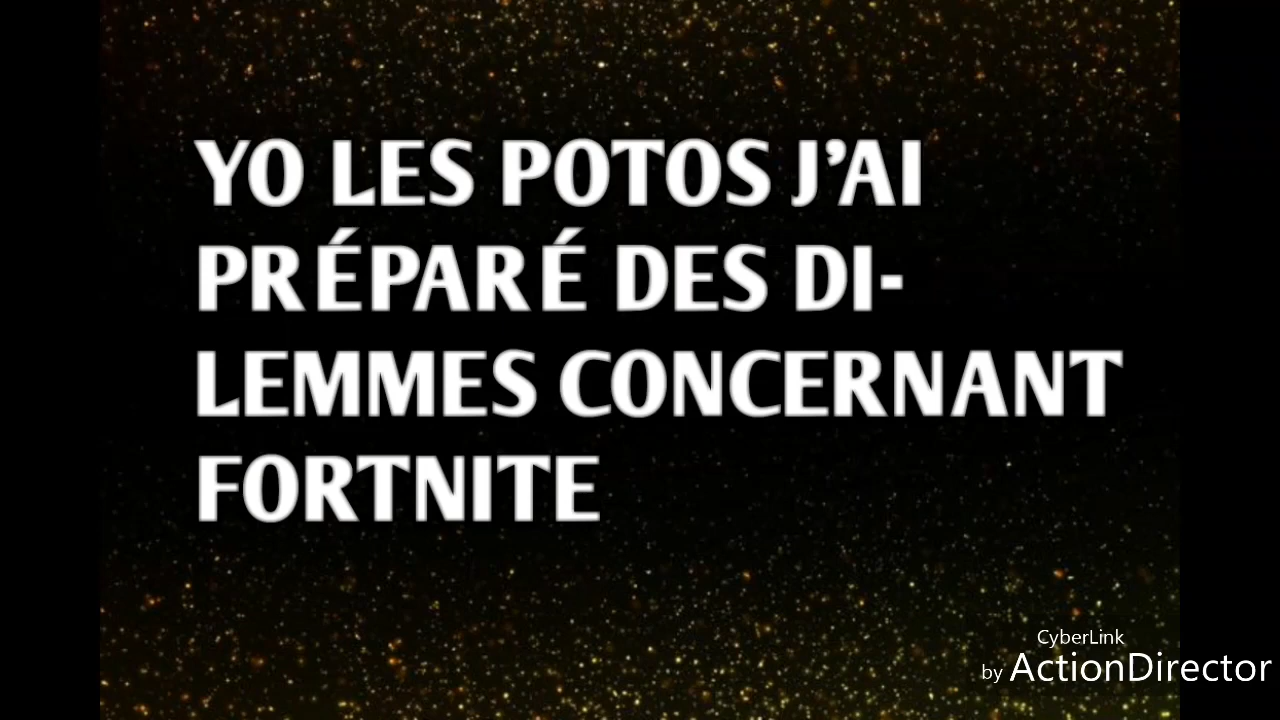 YO LES POTOS J'AI
PRÉPARÉ DES DI-
LEMMES CONCERNANT
FORTNITE
CyberLink
by ActionDirector